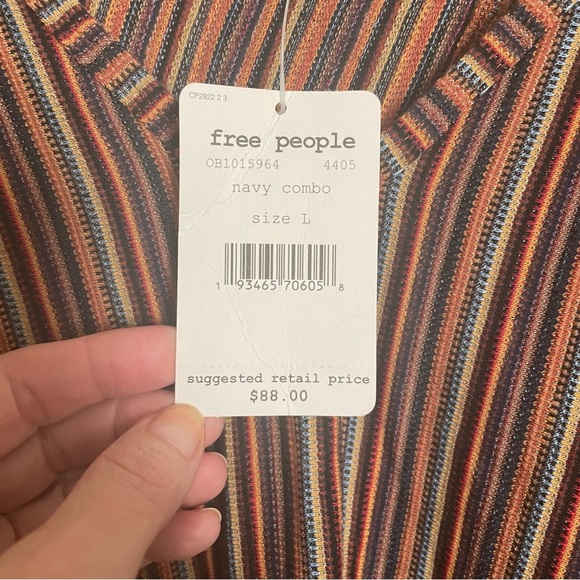 CP2822 2 3
free people
OB1015964 4405
navy combo
size L
1 93465 70605 8
suggested retail price
$88.00